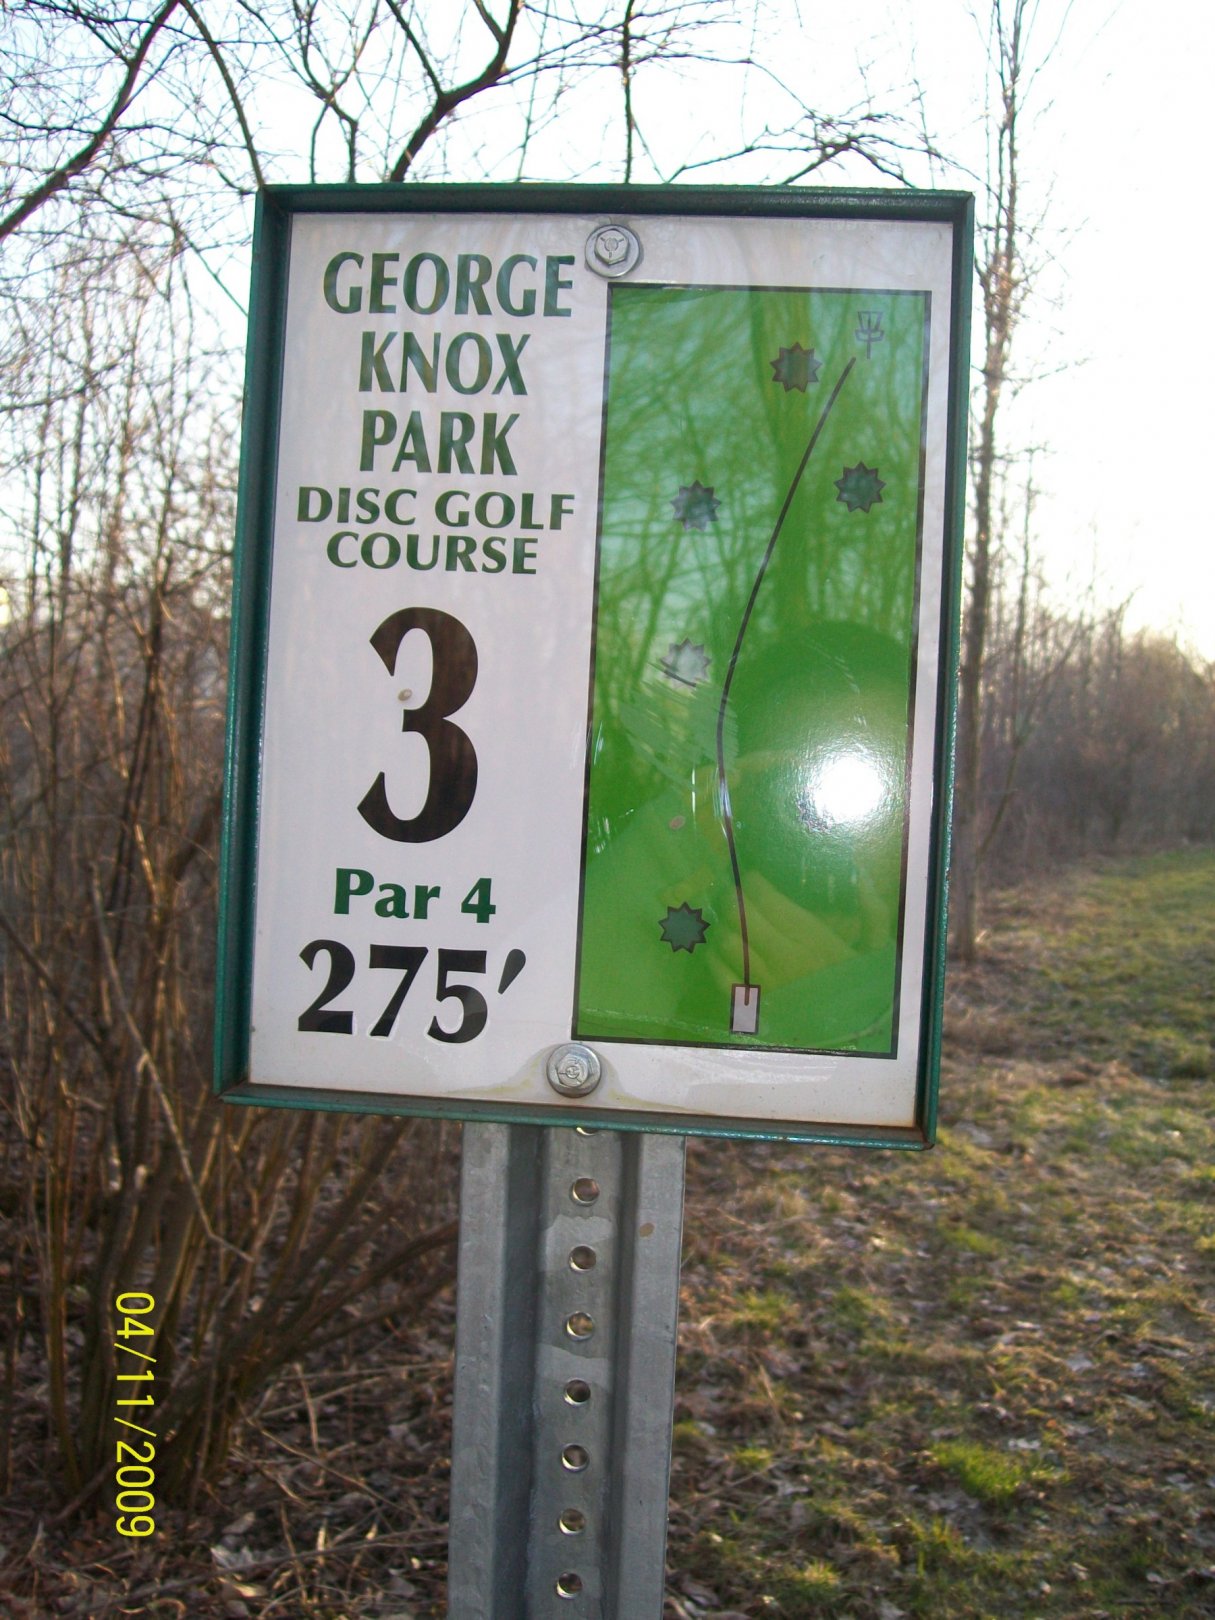 GEORGE
KNOX
PARK
DISC GOLF
COURSE
3
Par 4
275'
04/11/2009